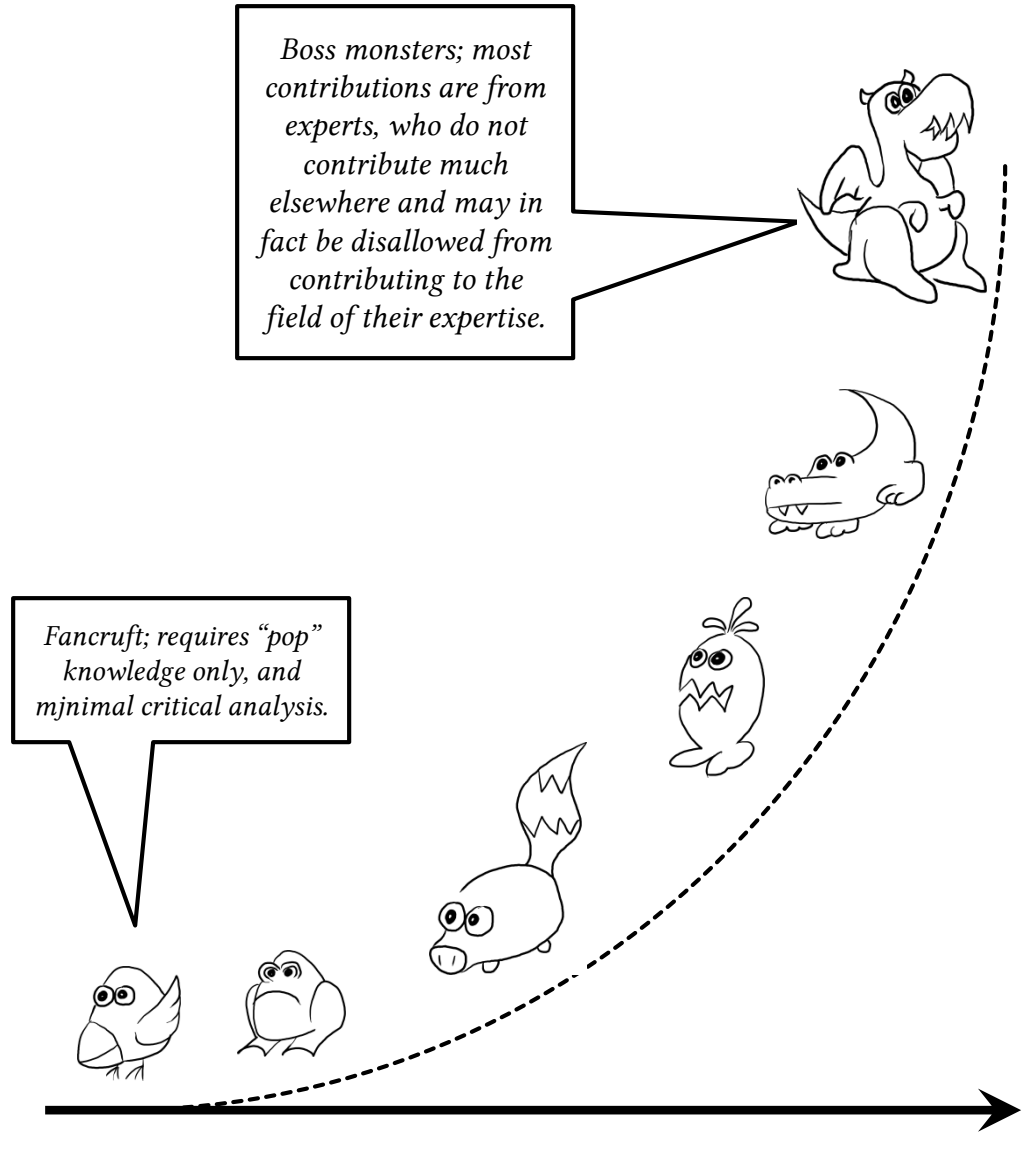 Boss monsters; most
contributions are from
experts, who do not
contribute much
elsewhere and may in
fact be disallowed from
contributing to the
field of their expertise.
Fancruft; requires “pop”
knowledge only, and
mjnimal critical analysis.